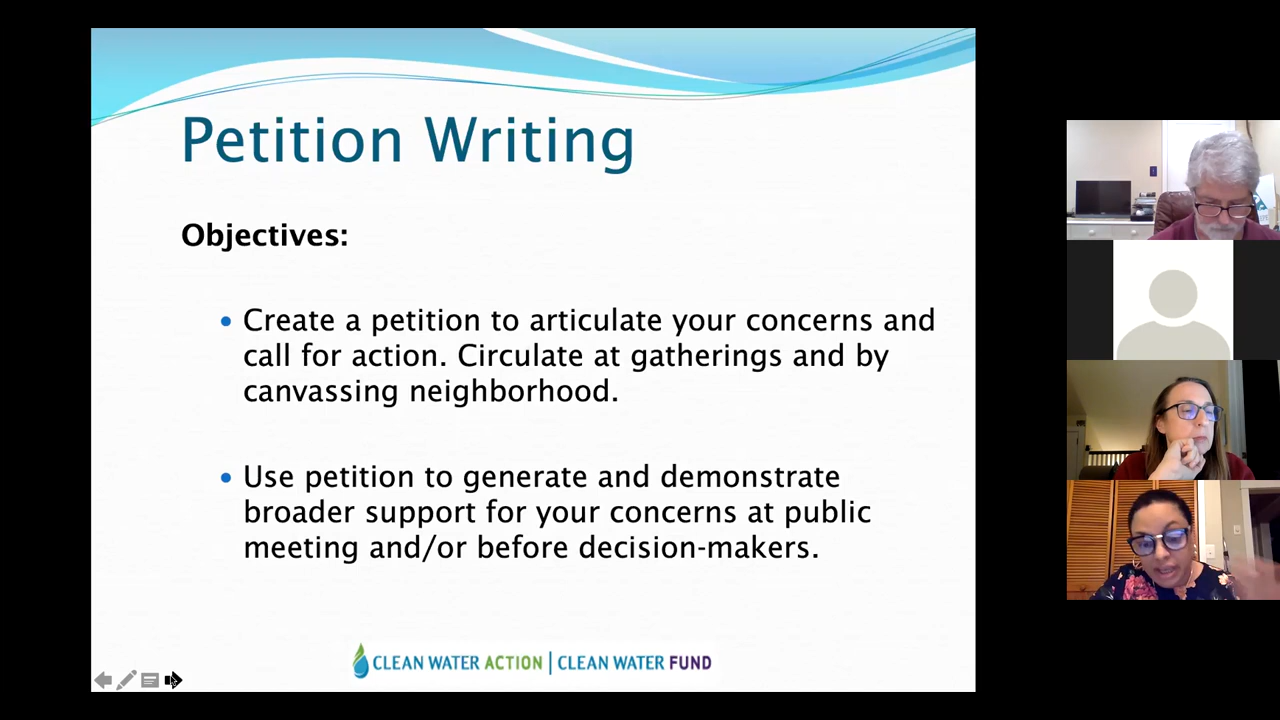 Petition Writing
Objectives:
• Create a petition to articulate your concerns and
call for action. Circulate at gatherings and by
canvassing neighborhood.
• Use petition to generate and demonstrate
broader support for your concerns at public
meeting and/or before decision-makers.
CLEAN WATER ACTION | CLEAN WATER FUND